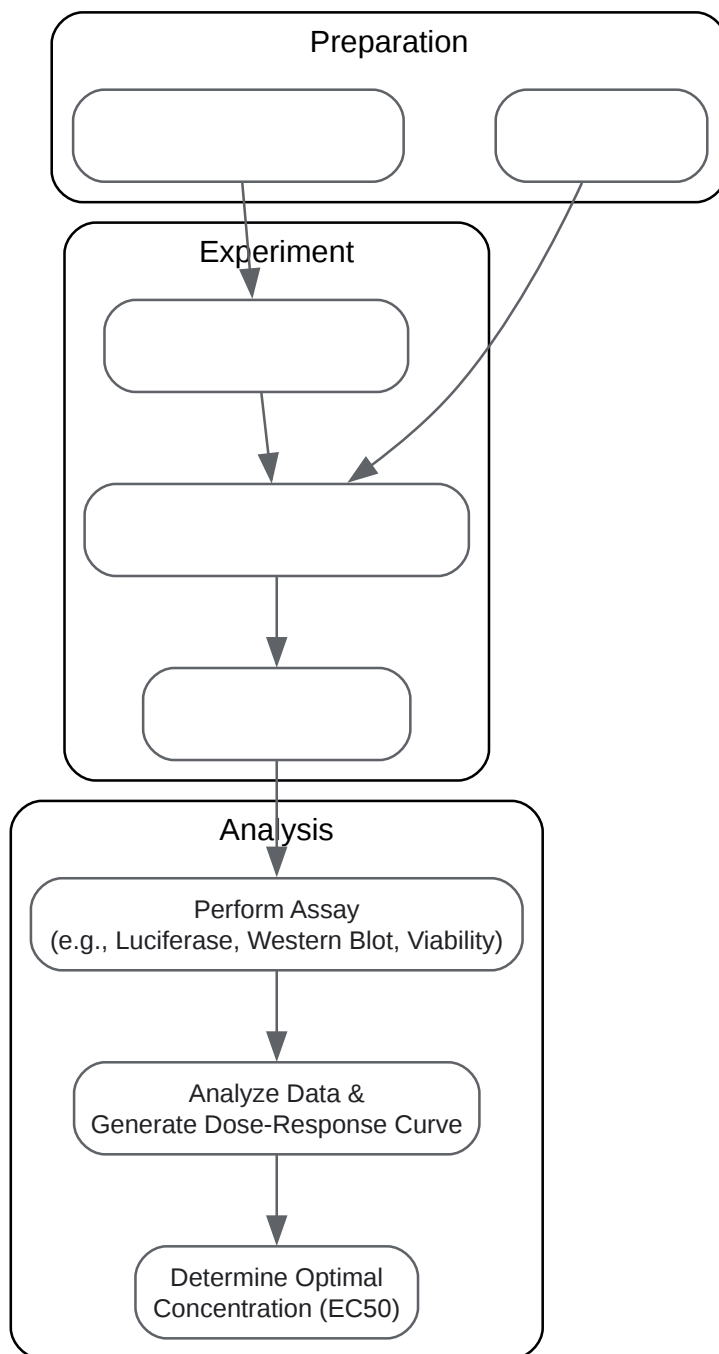 Preparation
Experiment
Analysis
Perform Assay
(e.g., Luciferase, Western Blot, Viability)
Analyze Data &
Generate Dose-Response Curve
Determine Optimal
Concentration (EC50)